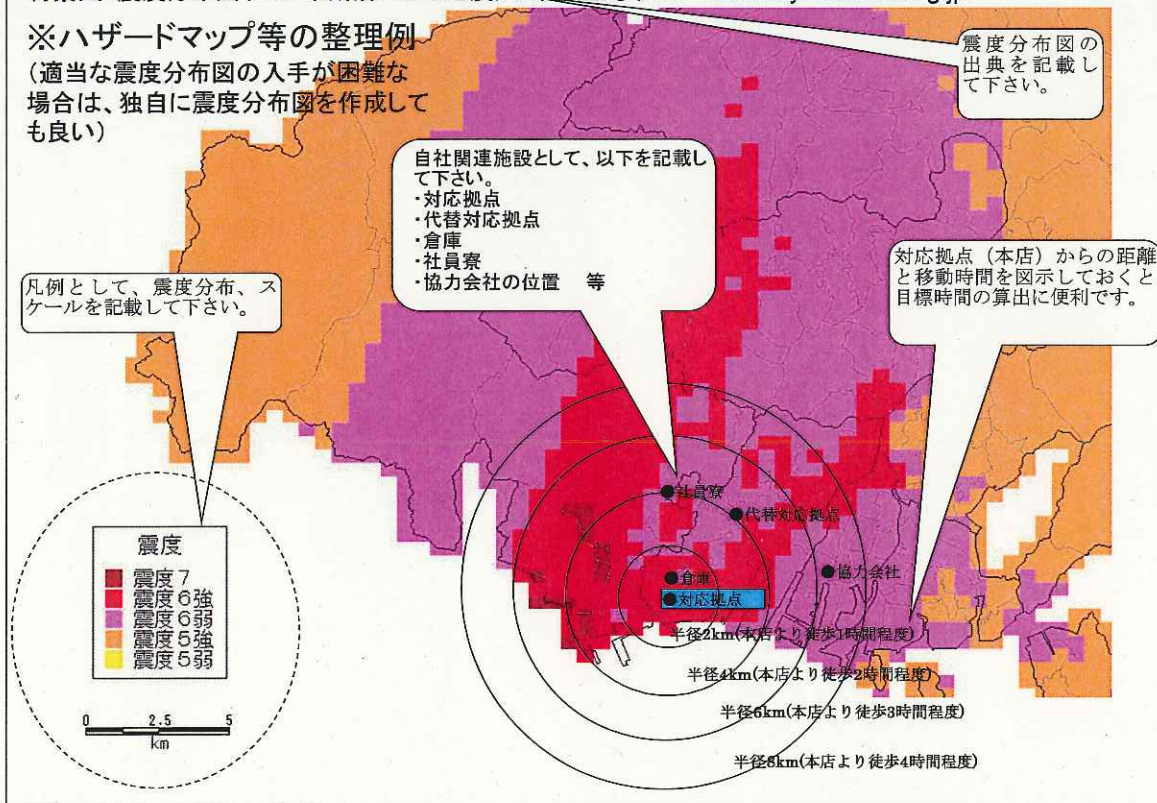 ※ハザードマップ等の整理例
(適当な震度分布図の入手が困難な
場合は、独自に震度分布図を作成して
も良い)
震度分布図の
出典を記載し
て下さい。
自社関連施設として、以下を記載し
て下さい。
・対応拠点
・代替対応拠点
・倉庫
・社員寮
・協力会社の位置 等
凡例として、震度分布、ス
ケールを記載して下さい。
対応拠点(本店)からの距離
と移動時間を図示しておくと
目標時間の算出に便利です。
社員寮
代替対応拠点
協力会社
倉庫
対応拠点
震度
震度7
震度6強
震度6弱
震度5強
震度5弱
0 2.5 5
km
半径2km(本店より徒歩1時間程度)
半径4km(本店より徒歩2時間程度)
半径6km(本店より徒歩3時間程度)
半径8km(本店より徒歩4時間程度)